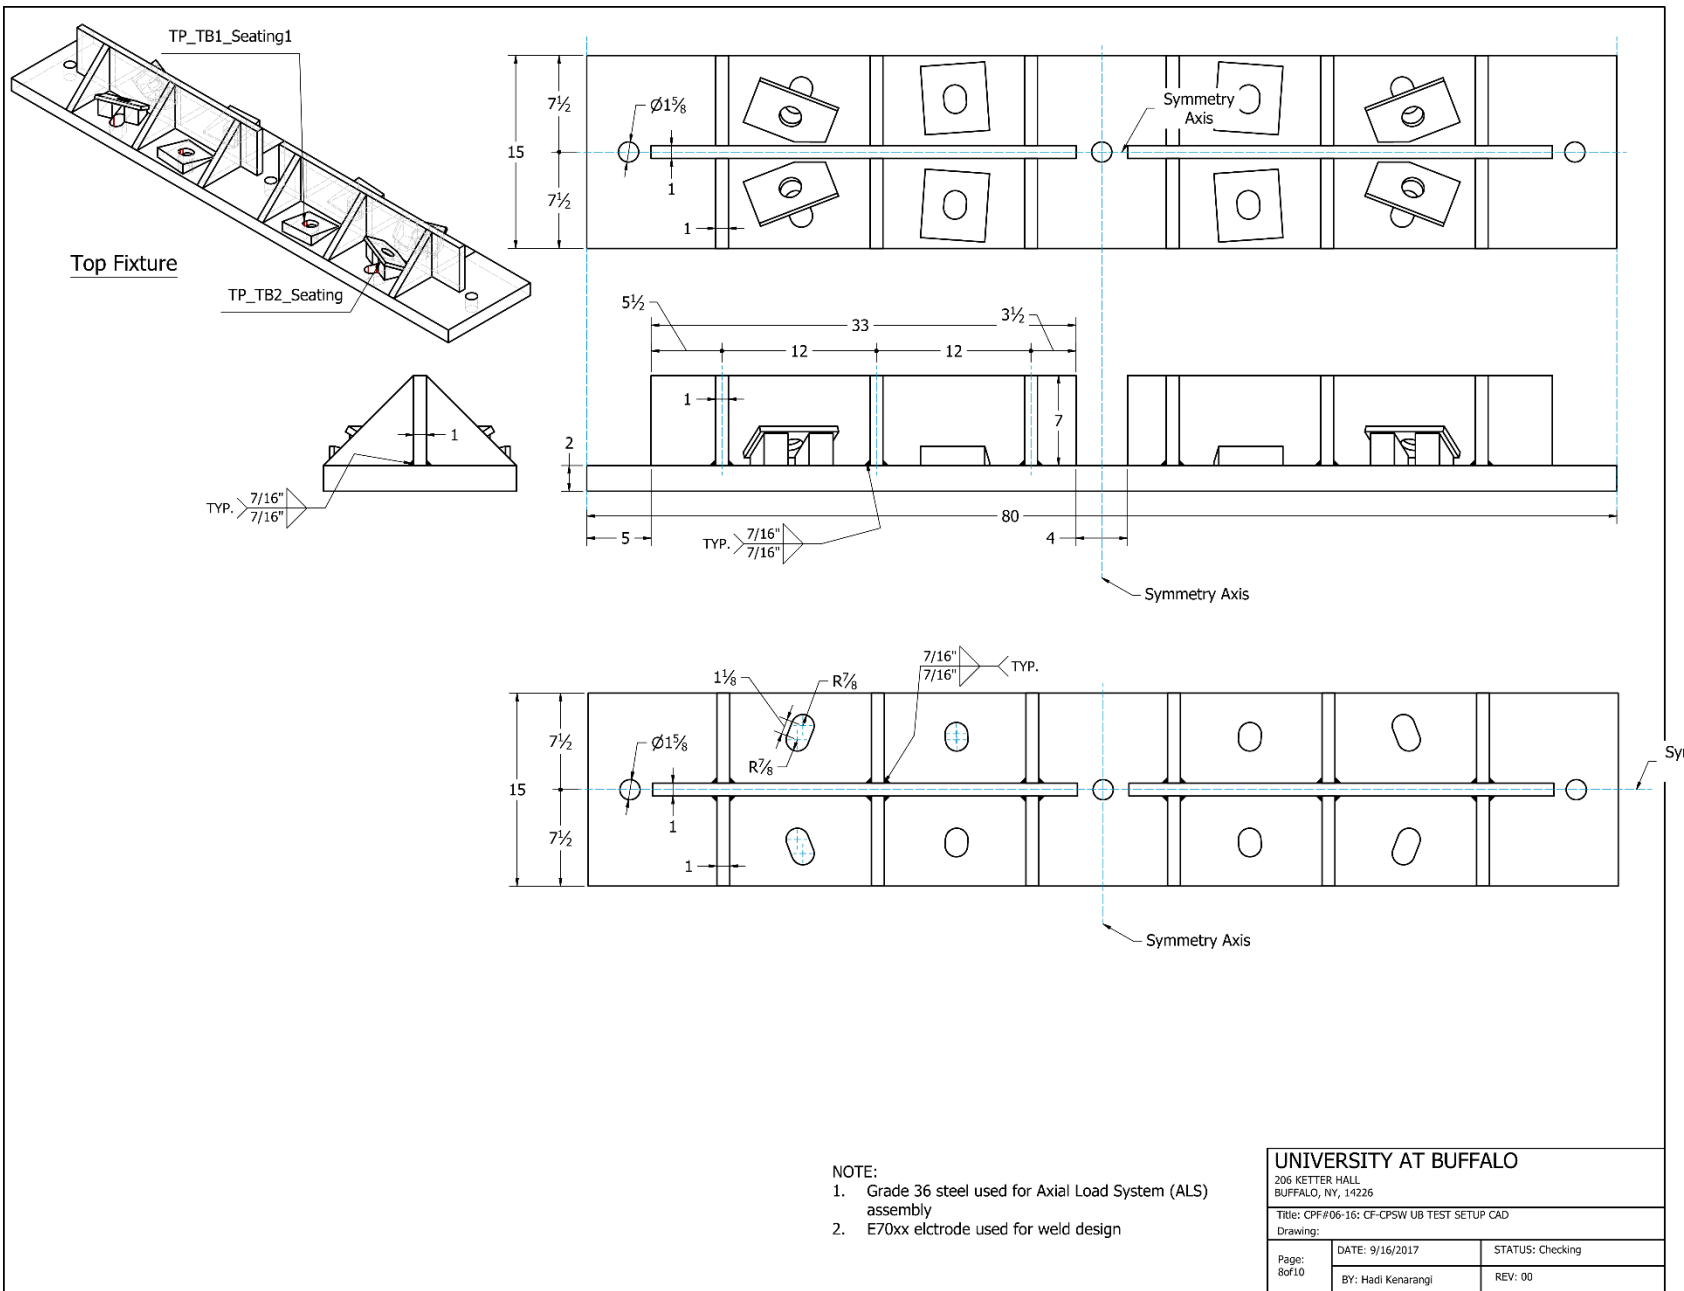 TP_TB1_Seating1
Top Fixture
TP_TB2_Seating
15
7½
7½
Ø1⅝
1
1
Symmetry
Axis
5½
33
3½
12
12
1
7
2
1
TYP.
7/16"
7/16"
TYP.
7/16"
7/16"
80
5
4
Symmetry Axis
15
7½
7½
Ø1⅝
1
1
1⅛
R⅞
R⅞
7/16"
7/16"
TYP.
Sy
Symmetry Axis
NOTE:
1. Grade 36 steel used for Axial Load System (ALS)
assembly
2. E70xx elctrode used for weld design
UNIVERSITY AT BUFFALO
206 KETTER HALL
BUFFALO, NY, 14226
Title: CPF#06-16: CF-CPSW UB TEST SETUP CAD
Drawing:
Page:
8of10
DATE: 9/16/2017
STATUS: Checking
BY: Hadi Kenarangi
REV: 00